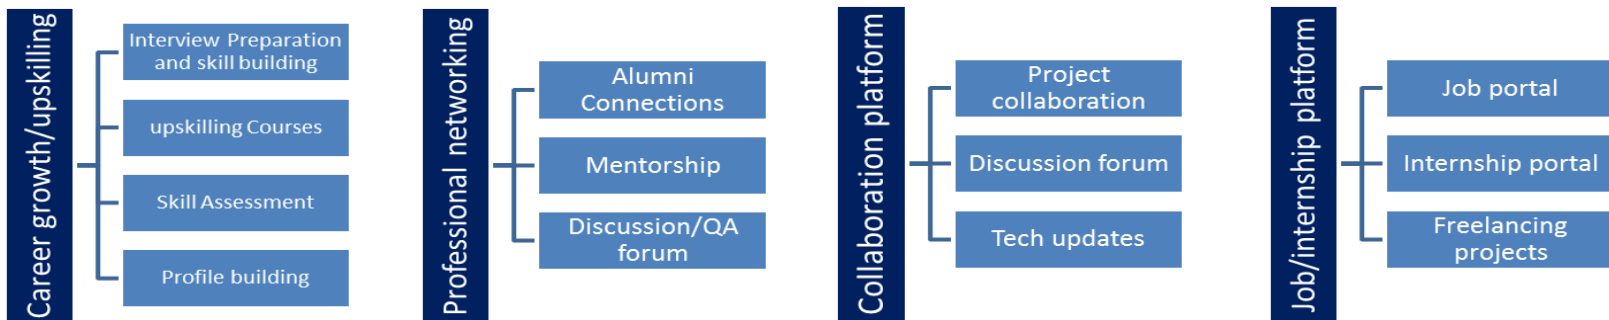 Career growth/upskilling
Interview Preparation
and skill building
upskilling Courses
Skill Assessment
Profile building
Professional networking
Alumni
Connections
Mentorship
Discussion/QA
forum
Collaboration platform
Project
collaboration
Discussion forum
Tech updates
Job/internship platform
Job portal
Internship portal
Freelancing
projects